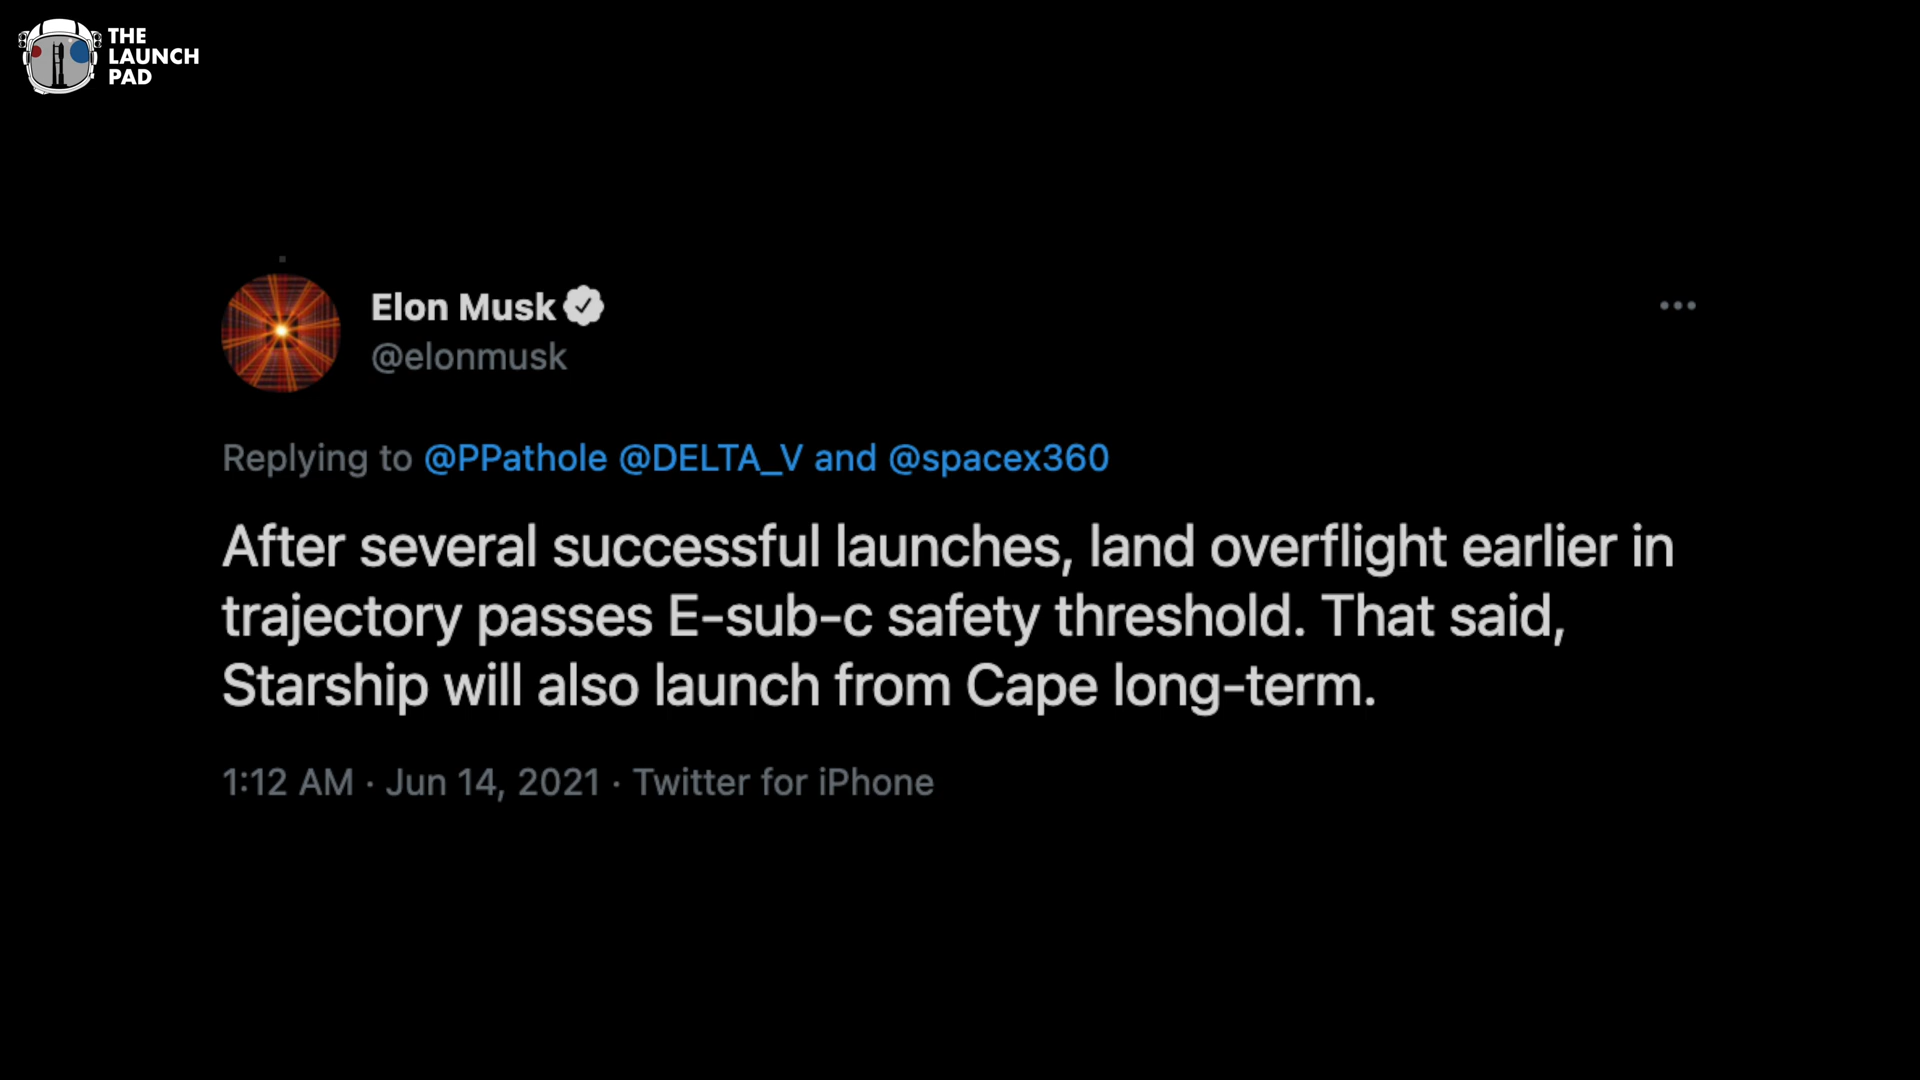 THE
LAUNCH
PAD
Elon Musk
@elonmusk
Replying to @PPathole @DELTA_V and @spacex360
After several successful launches, land overflight earlier in
trajectory passes E-sub-c safety threshold. That said,
Starship will also launch from Cape long-term.
1:12 AM · Jun 14, 2021 · Twitter for iPhone